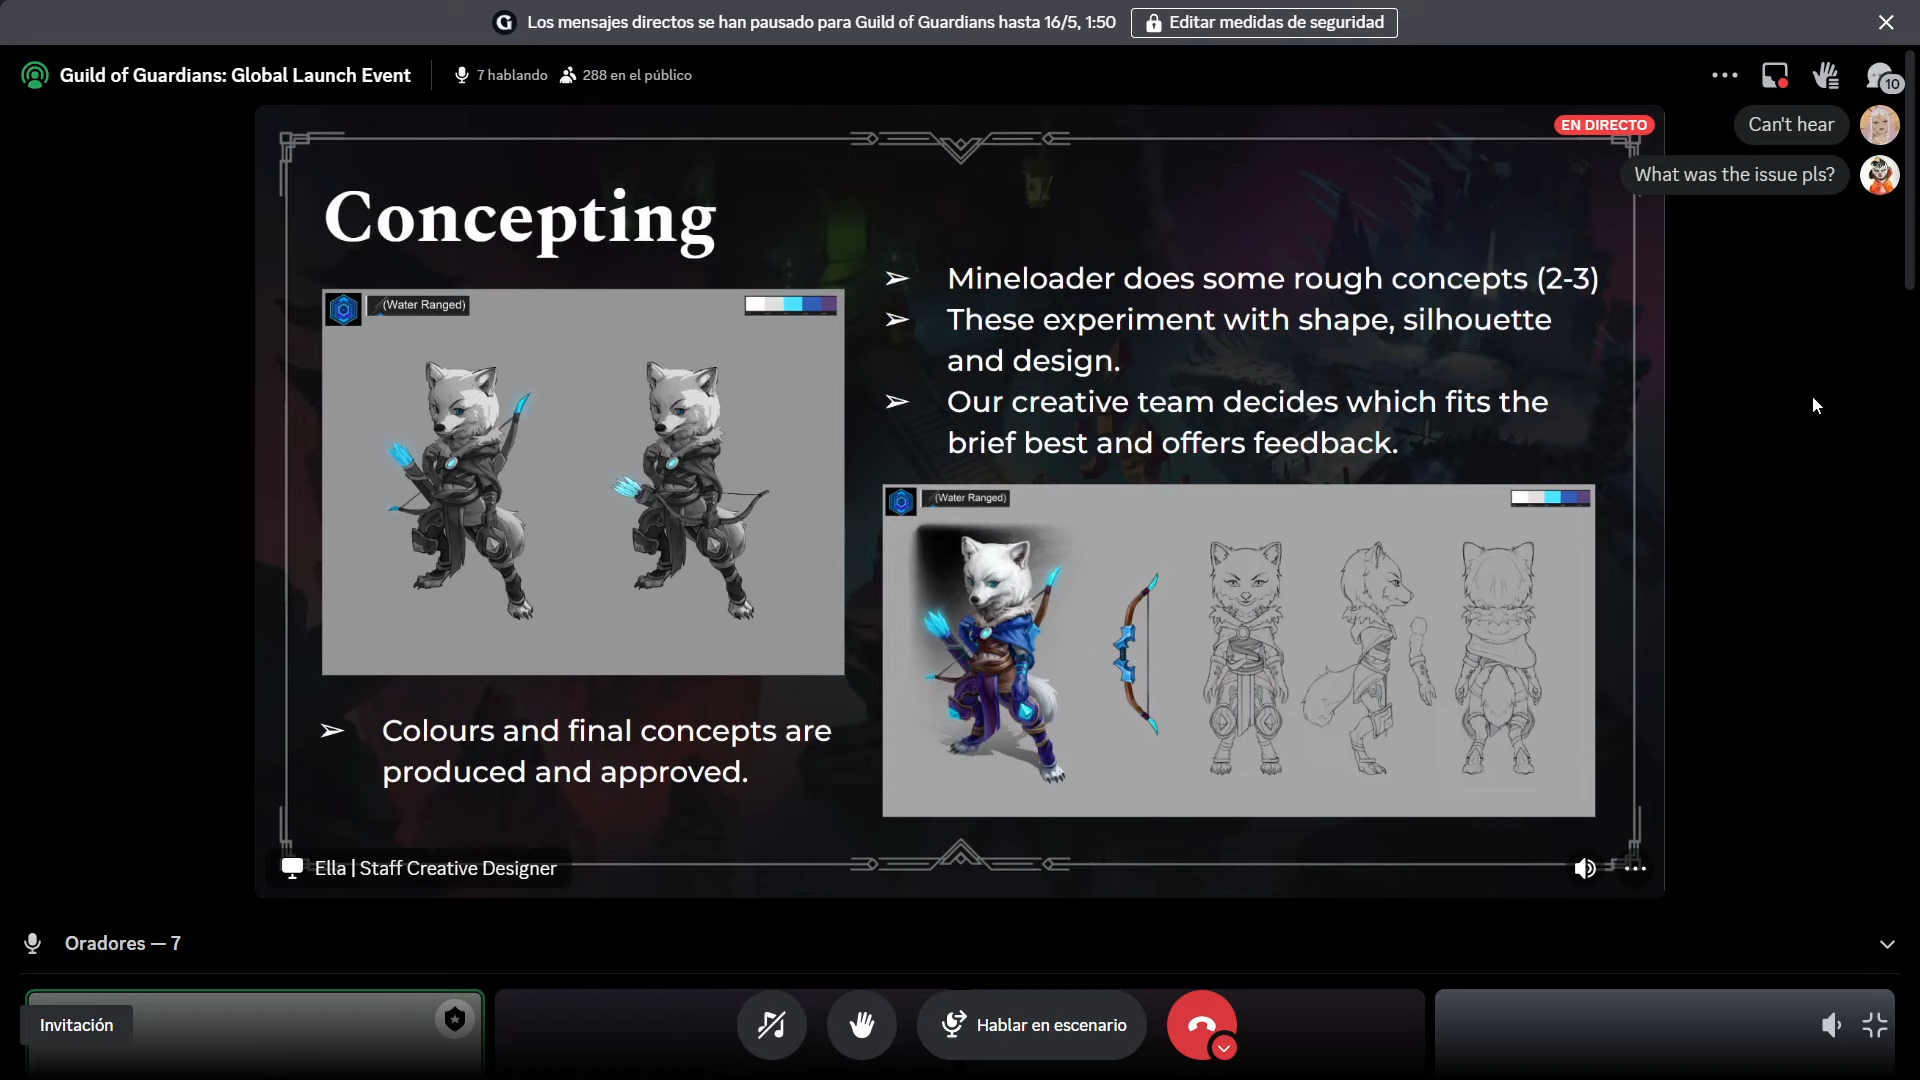 Los mensajes directos se han pausado para Guild of Guardians hasta 16/5, 1:50
Editar medidas de seguridad
Guild of Guardians: Global Launch Event
7 hablando
288 en el público
10
EN DIRECTO
Can't hear
What was the issue pls?
Concepting
(Water Ranged)
➢ Mineloader does some rough concepts (2-3)
➢ These experiment with shape, silhouette
and design.
➢ Our creative team decides which fits the
brief best and offers feedback.
(Water Ranged)
➢ Colours and final concepts are
produced and approved.
Ella | Staff Creative Designer
Oradores — 7
Invitación
Hablar en escenario